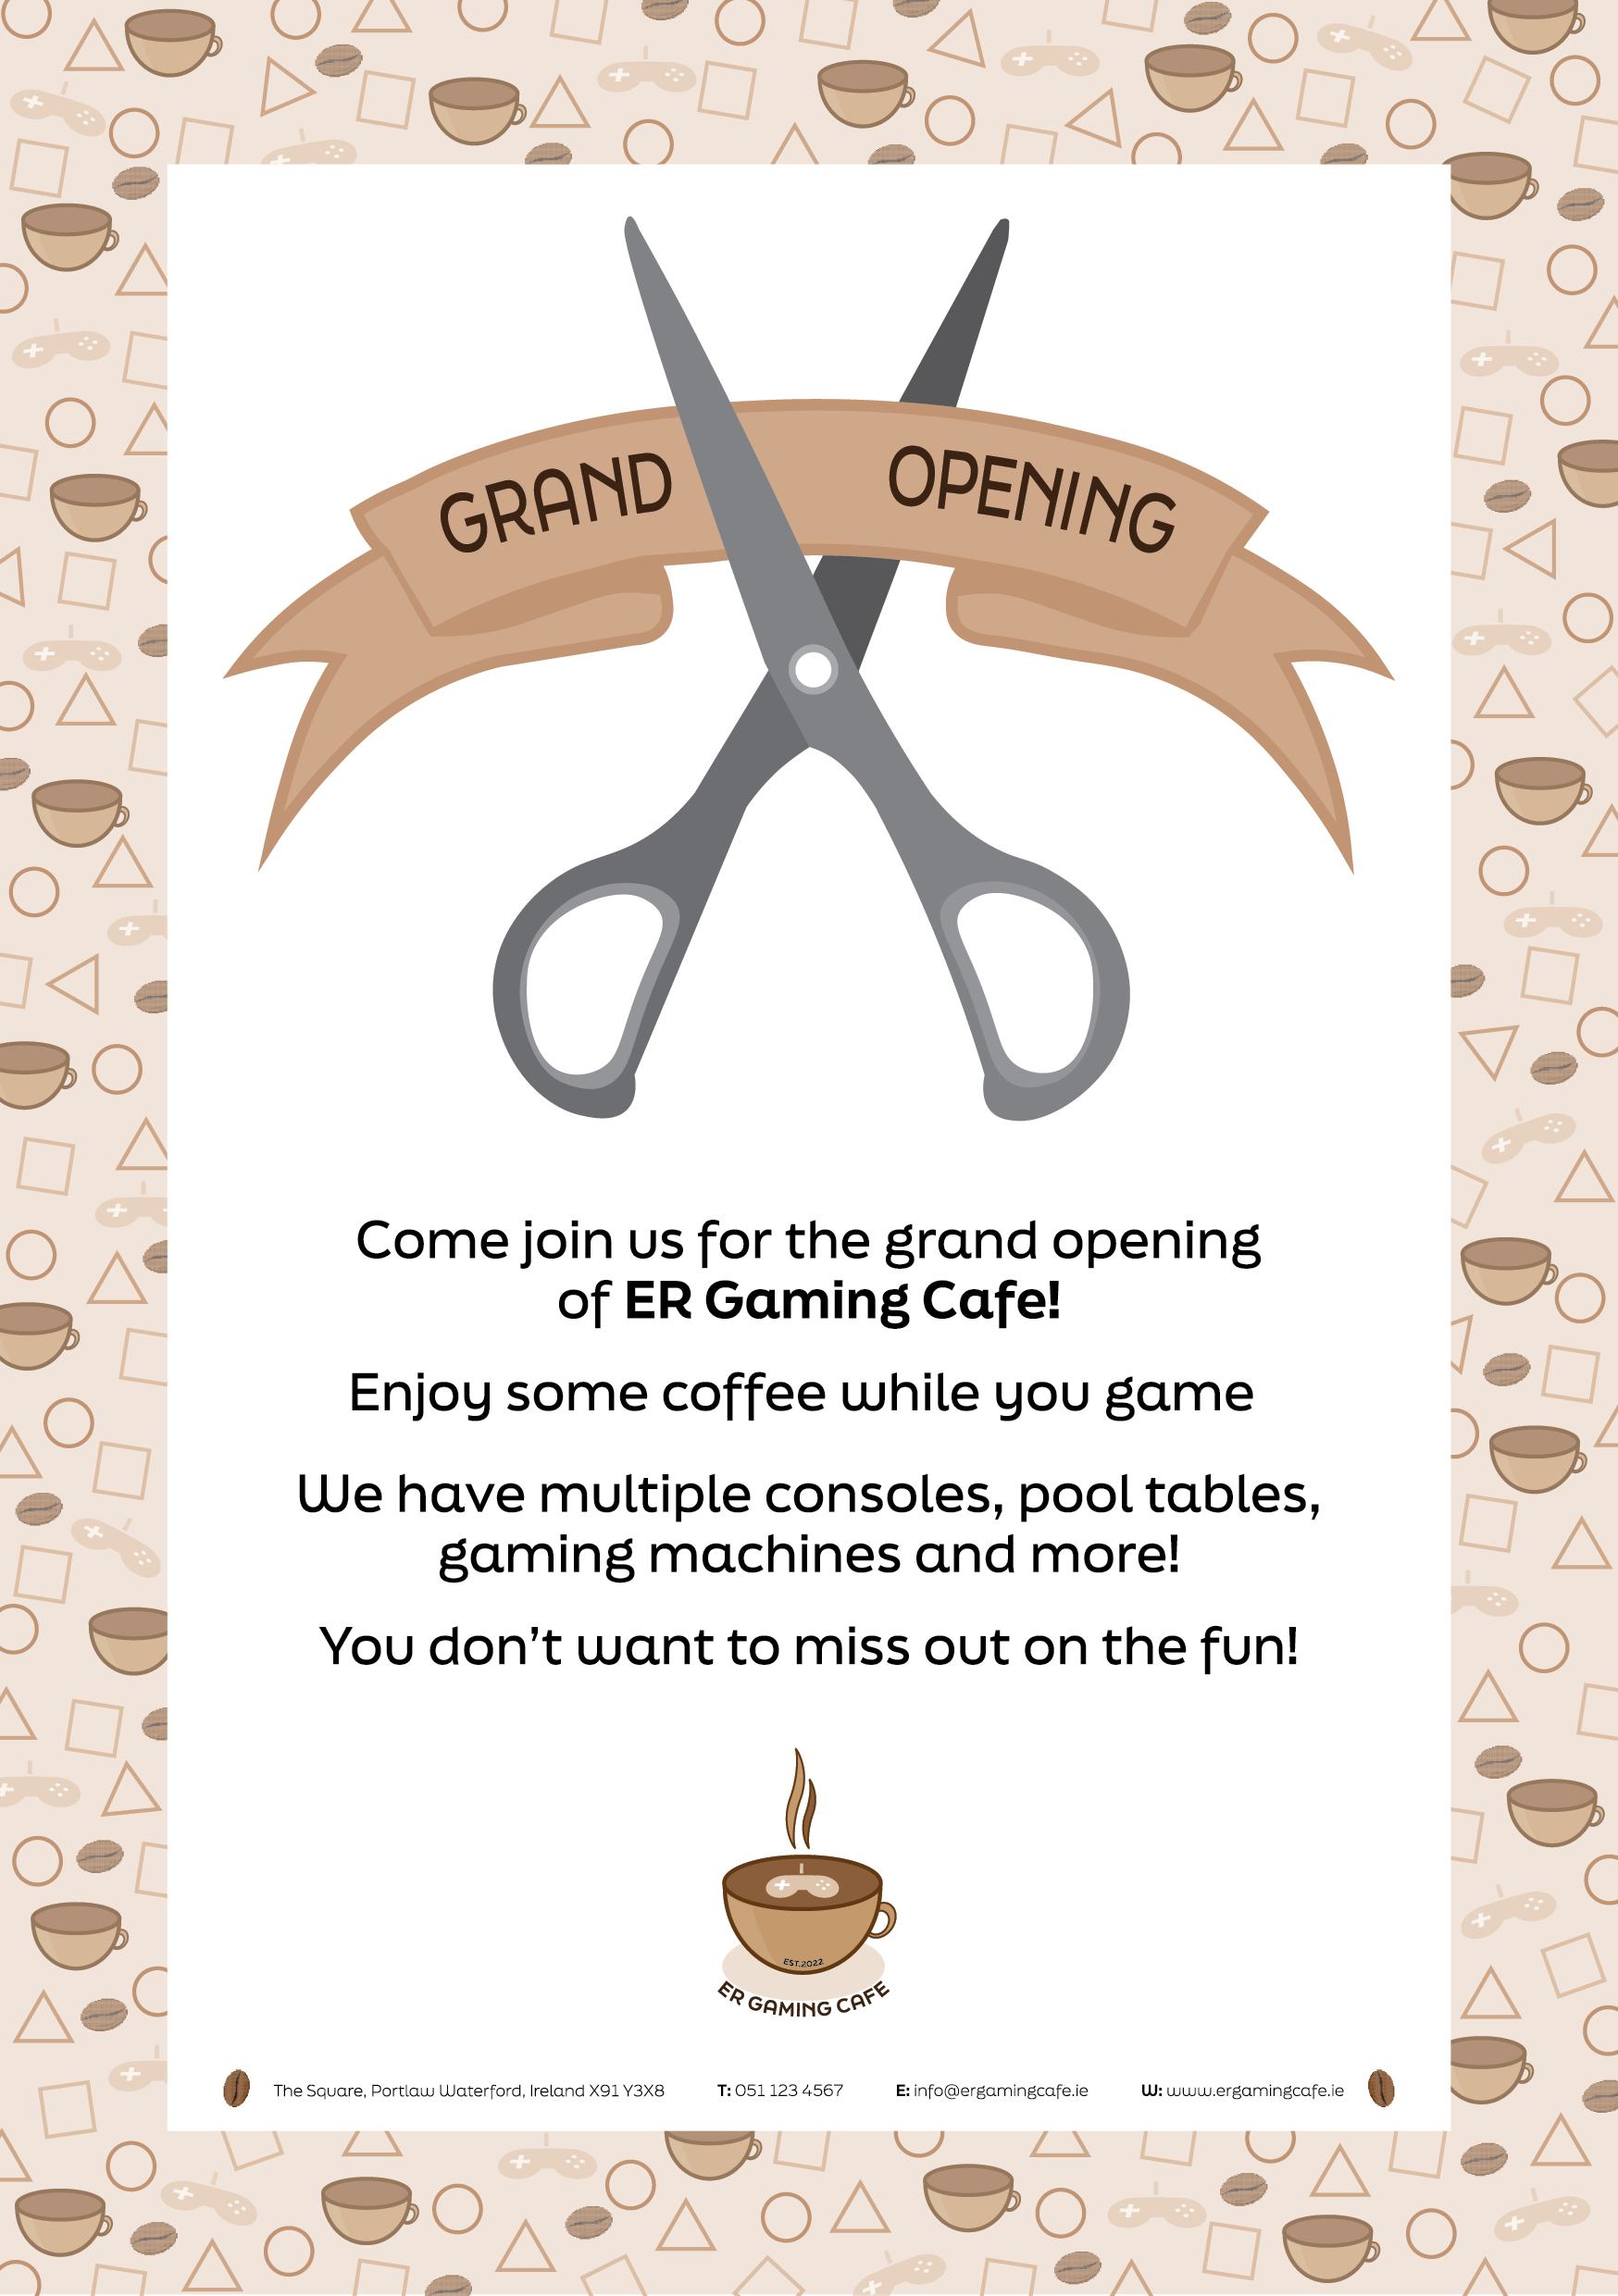 GRAND OPENING
Come join us for the grand opening
of ER Gaming Cafe!
Enjoy some coffee while you game
We have multiple consoles, pool tables,
gaming machines and more!
You don't want to miss out on the fun!
EST.2022
ER GAMING CAFE
The Square, Portlaw Waterford, Ireland X91 Y3X8 T: 051 123 4567 E: info@ergamingcafe.ie W: www.ergamingcafe.ie